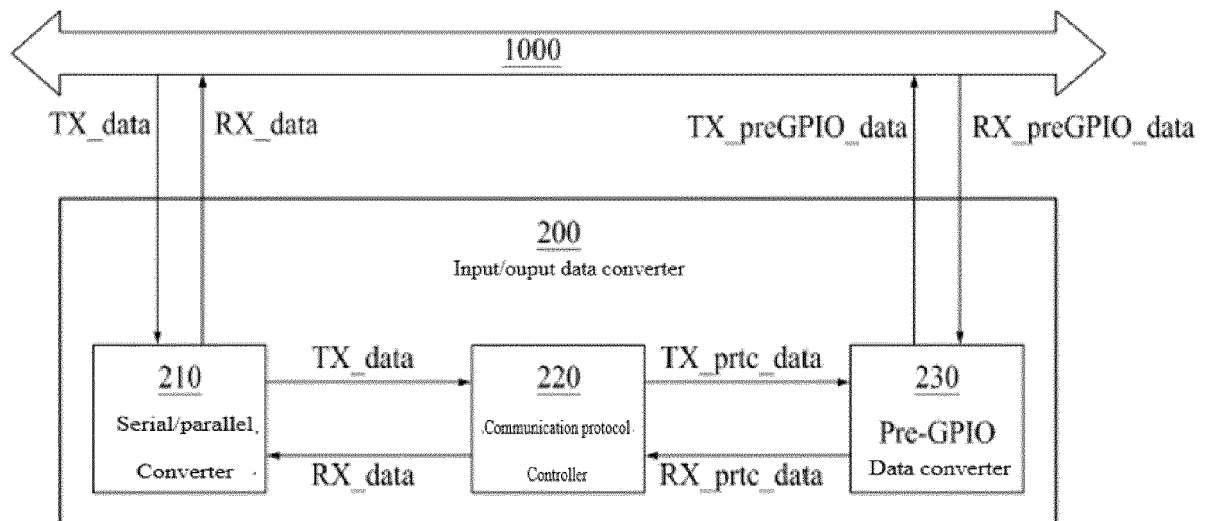 1000
TX_data
RX_data
TX_preGPIO_data
RX_preGPIO_data
200
Input/ouput data converter
TX_data
TX_prtc_data
210
Serial/parallel
Converter
220
Communication protocol
Controller
230
Pre-GPIO
Data converter
RX_data
RX_prtc_data